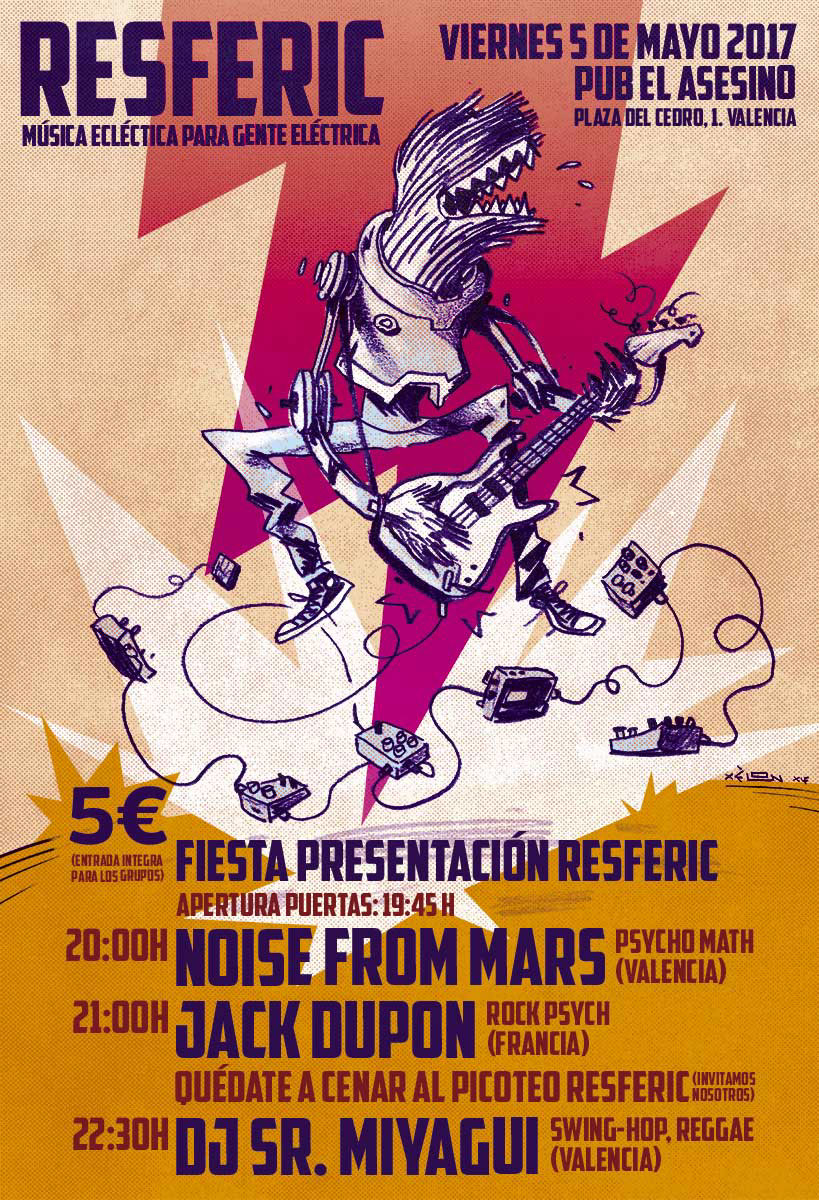 RESFERIC
MÚSICA ECLÉCTICA PARA GENTE ELÉCTRICA
VIERNES 5 DE MAYO 2017
PUB EL ASESINO
PLAZA DEL CEDRO, 1. VALENCIA
XÈLON XVF
5€
(ENTRADA INTEGRA
PARA LOS GRUPOS)
FIESTA PRESENTACIÓN RESFERIC
APERTURA PUERTAS: 19:45 H
20:00H NOISE FROM MARS PSYCHO MATH
(VALENCIA)
21:00H JACK DUPON ROCK PSYCH
(FRANCIA)
QUÉDATE A CENAR AL PICOTEO RESFERIC (INVITAMOS
NOSOTROS)
22:30H DJ SR. MIYAGUI SWING-HOP, REGGAE
(VALENCIA)